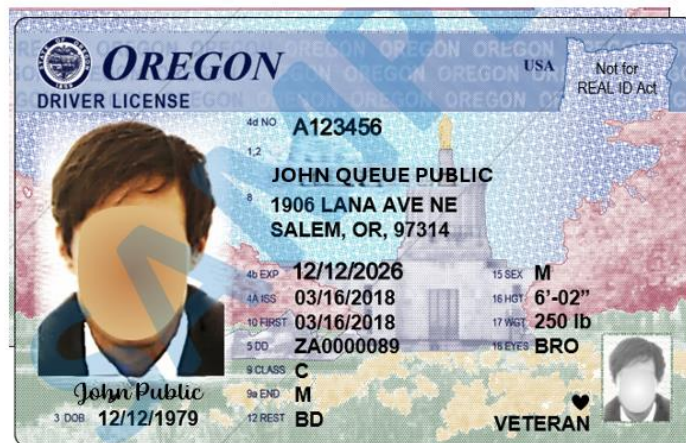 OREGON
USA
Not for
REAL ID Act
DRIVER LICENSE
4d NO A123456
1,2
JOHN QUEUE PUBLIC
8 1906 LANA AVE NE
SALEM, OR, 97314
4b EXP 12/12/2026 15 SEX M
4A ISS 03/16/2018 16 HGT 6'-02”
10 FIRST 03/16/2018 17 WGT 250 lb
5 DD ZA0000089 18 EYES BRO
9 CLASS C
9a END M
12 REST BD
John Public
3 DOB 12/12/1979
VETERAN
SAMPLE